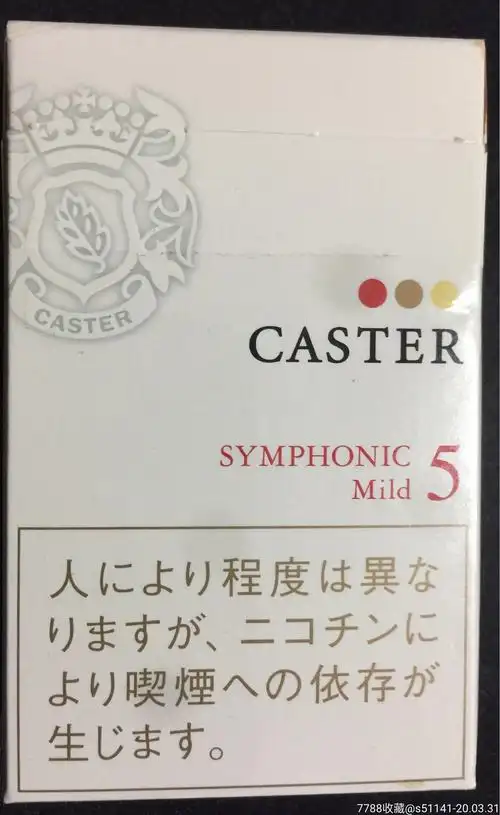 CASTER
CASTER
SYMPHONIC 5
Mild
人により程度は異な
りますが、ニコチンに
より喫煙への依存が
生じます。
7788收藏@s51141-20.03.31